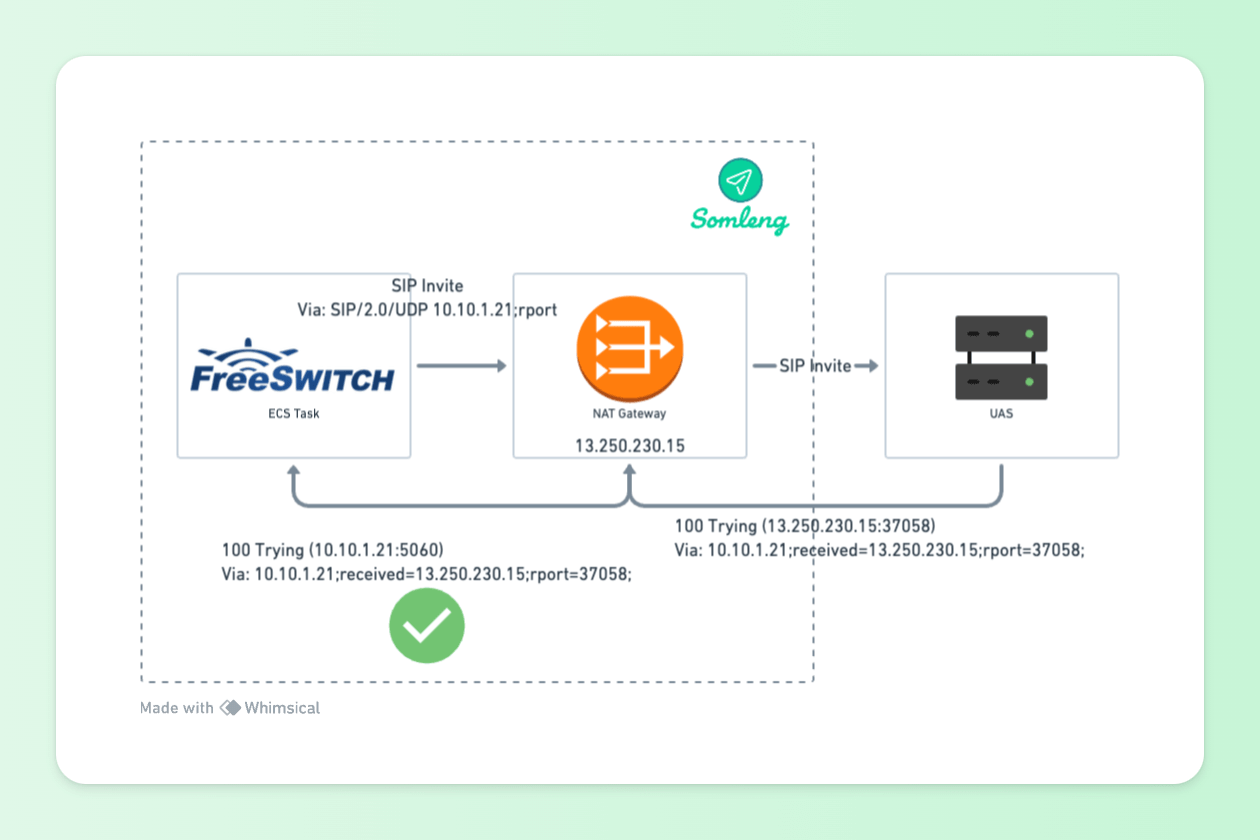 Somleng
SIP Invite
Via: SIP/2.0/UDP 10.10.1.21;rport
FreeSWITCH
ECS Task
NAT Gateway
13.250.230.15
SIP Invite
UAS
100 Trying (13.250.230.15:37058)
Via: 10.10.1.21;received=13.250.230.15;rport=37058;
100 Trying (10.10.1.21:5060)
Via: 10.10.1.21;received=13.250.230.15;rport=37058;
Made with Whimsical